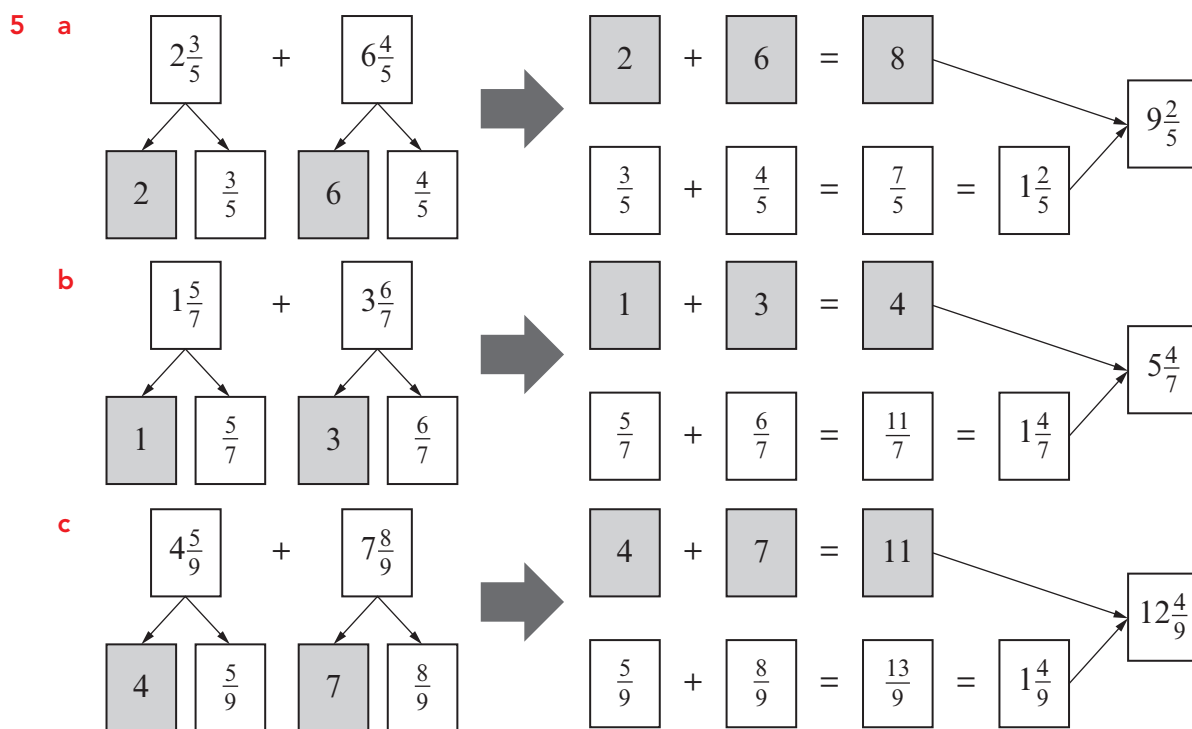 5 a 2 3/5 + 6 4/5 2 + 6 = 8
9 2/5
2 3/5 6 4/5 3/5 + 4/5 = 7/5 = 1 2/5
b 1 5/7 + 3 6/7 1 + 3 = 4
5 4/7
1 5/7 3 6/7 5/7 + 6/7 = 11/7 = 1 4/7
c 4 5/9 + 7 8/9 4 + 7 = 11
12 4/9
4 5/9 7 8/9 5/9 + 8/9 = 13/9 = 1 4/9